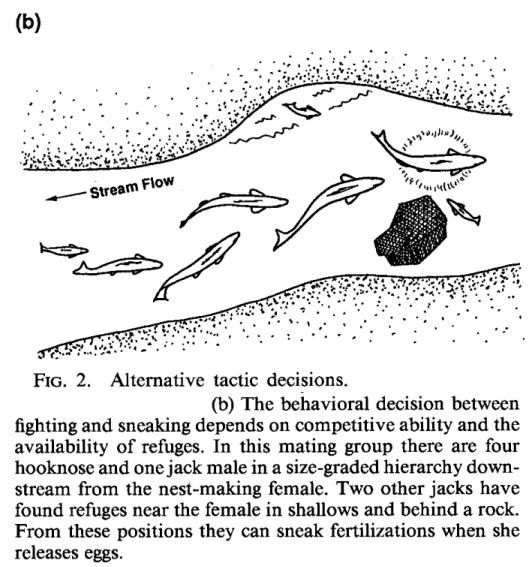 (b)
Stream Flow
FIG. 2. Alternative tactic decisions.
(b) The behavioral decision between
fighting and sneaking depends on competitive ability and the
availability of refuges. In this mating group there are four
hooknose and one jack male in a size-graded hierarchy down-
stream from the nest-making female. Two other jacks have
found refuges near the female in shallows and behind a rock.
From these positions they can sneak fertilizations when she
releases eggs.